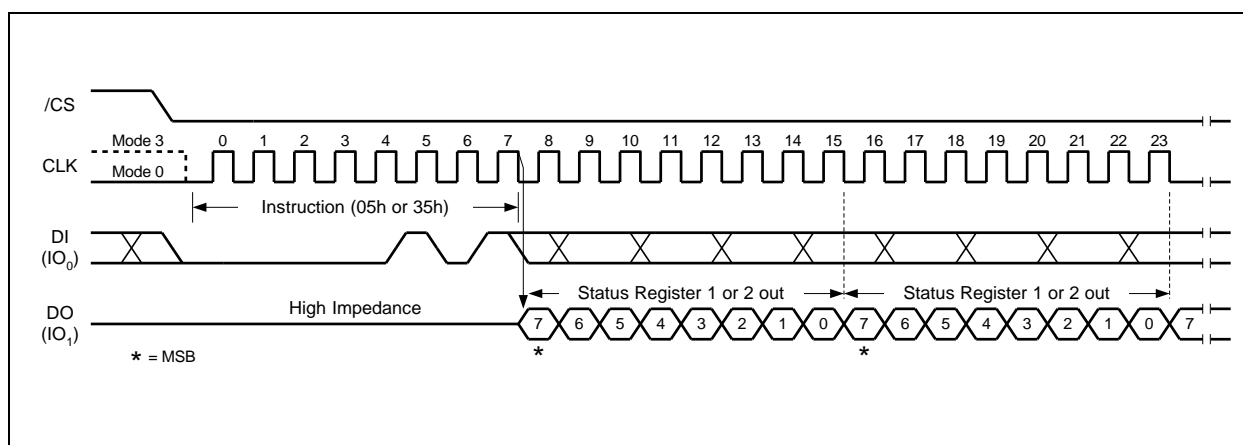 /CS
Mode 3 0 1 2 3 4 5 6 7 8 9 10 11 12 13 14 15 16 17 18 19 20 21 22 23
CLK
Mode 0
Instruction (05h or 35h)
DI
(IO₀)
Status Register 1 or 2 out Status Register 1 or 2 out
High Impedance
DO
(IO₁)
7 6 5 4 3 2 1 0 7 6 5 4 3 2 1 0 7
* *
* = MSB